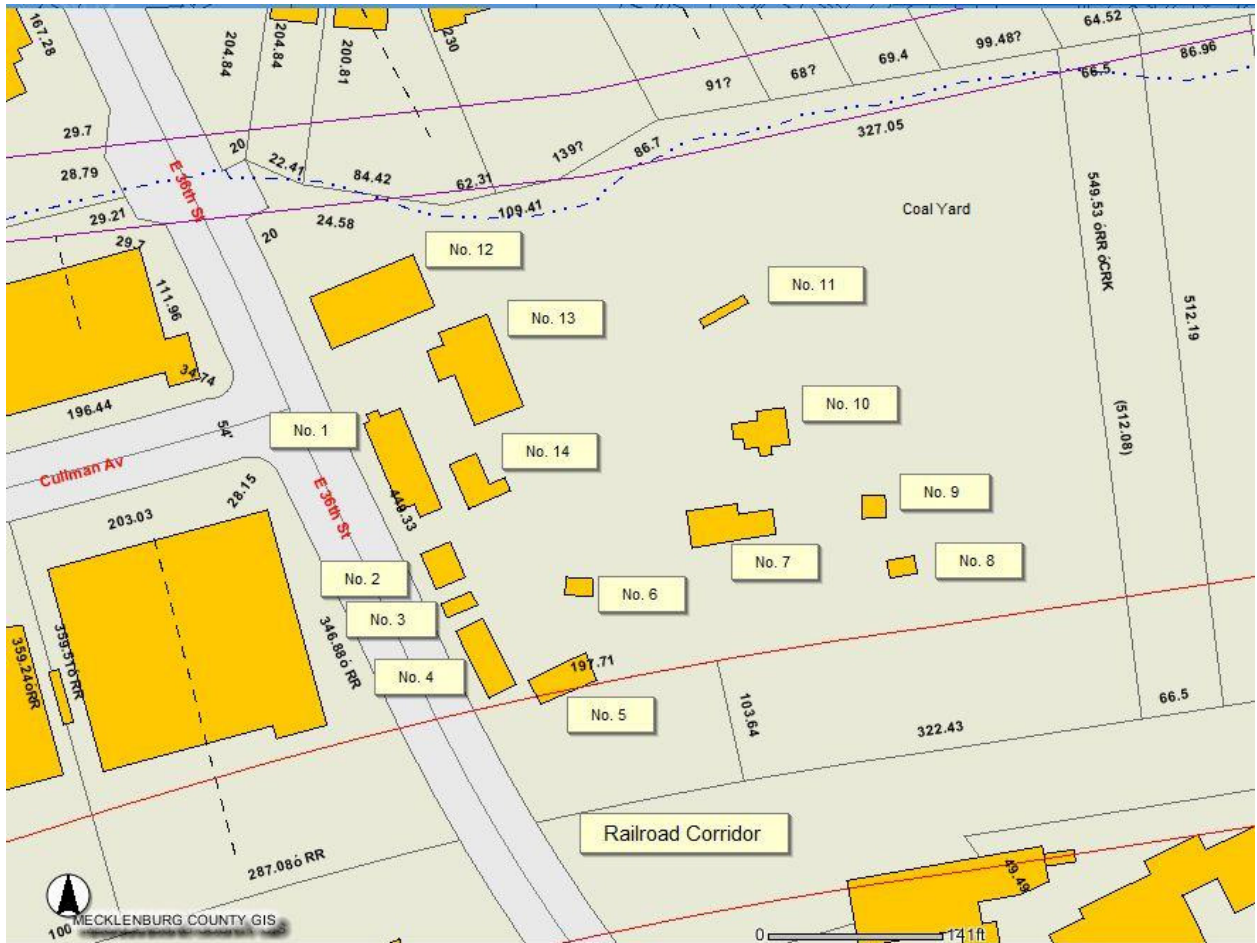 167.28
204.84
204.84
200.81
230
64.52
99.48?
86.96
69.4
68?
91?
66.5
327.05
29.7
20
28.79
22.41
84.42
139?
86.7
62.31
E 36th St
29.21
24.58
109.41
549.53 óRR óCRK
Coal Yard
20
29.7
No. 12
111.96
No. 11
512.19
No. 13
34.74
196.44
No. 10
54'
No. 1
(512.08)
No. 14
Cullman Av
28.15
E 36th St
449.33
No. 9
203.03
No. 7
No. 8
No. 2
No. 6
No. 3
346.88ó RR
359.51ó RR
359.24óRR
No. 4
197.71
No. 5
103.64
66.5
322.43
Railroad Corridor
287.08ó RR
49.49
MECKLENBURG COUNTY GIS
100
0 141ft